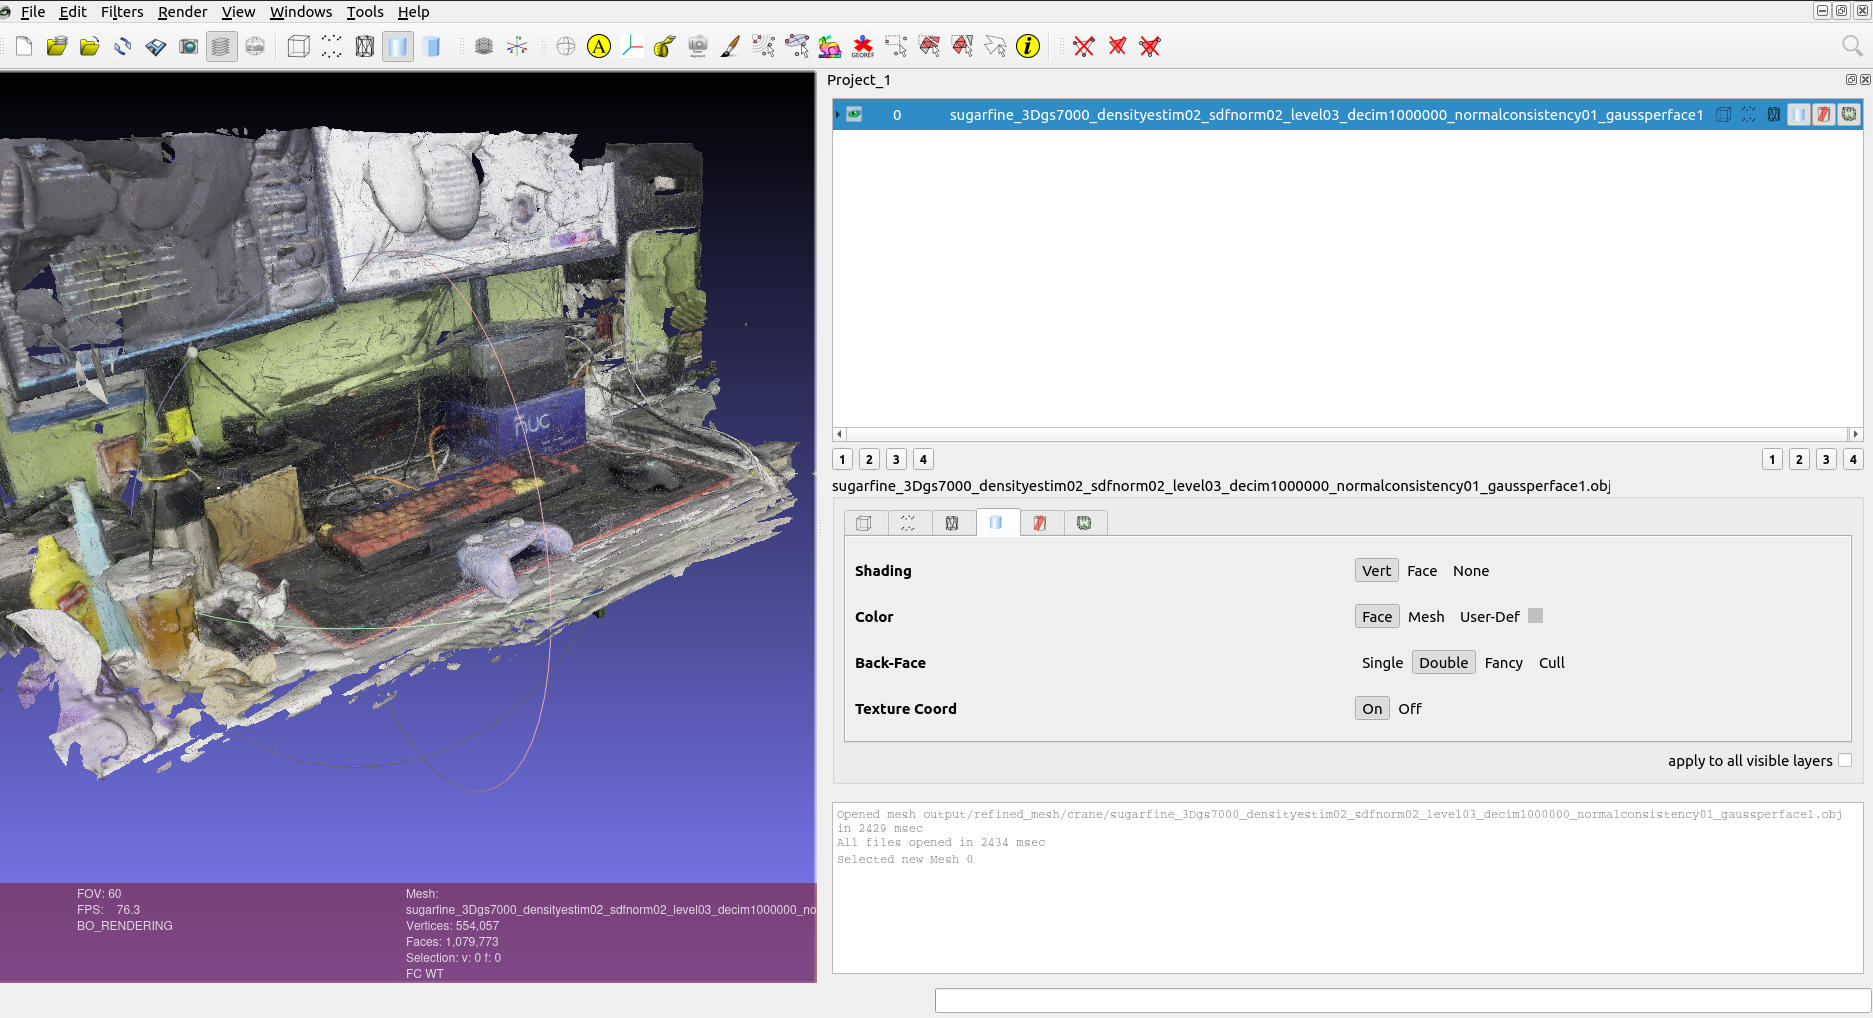 File Edit Filters Render View Windows Tools Help
A
GEOREF
i
Project_1
0 sugarfine_3Dgs7000_densityestim02_sdfnorm02_level03_decim1000000_normalconsistency01_gaussperface1
nuc
1 2 3 4 1 2 3 4
sugarfine_3Dgs7000_densityestim02_sdfnorm02_level03_decim1000000_normalconsistency01_gaussperface1.obj
Shading Vert Face None
Color Face Mesh User-Def
Back-Face Single Double Fancy Cull
Texture Coord On Off
apply to all visible layers
Opened mesh output/refined_mesh/crane/sugarfine_3Dgs7000_densityestim02_sdfnorm02_level03_decim1000000_normalconsistency01_gaussperface1.obj
in 2429 msec
All files opened in 2434 msec
Selected new Mesh 0
FOV: 60
FPS: 76.3
BO_RENDERING
Mesh:
sugarfine_3Dgs7000_densityestim02_sdfnorm02_level03_decim1000000_no
Vertices: 554,057
Faces: 1,079,773
Selection: v: 0 f: 0
FC WT